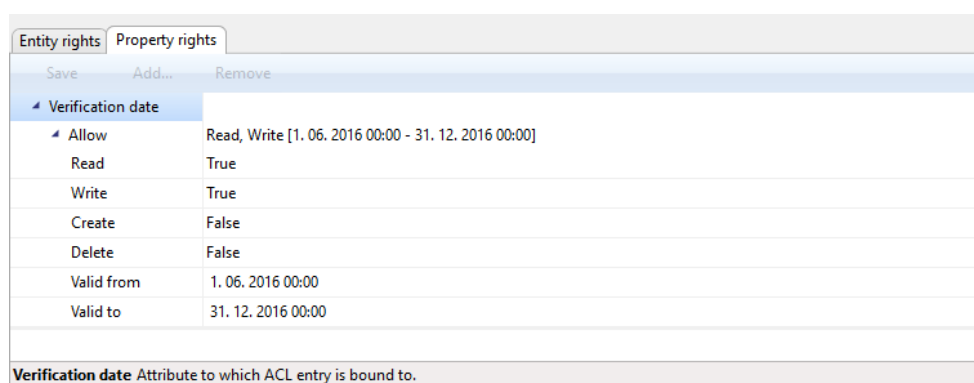 Entity rights Property rights
Save Add... Remove
Verification date
Allow Read, Write [1. 06. 2016 00:00 - 31. 12. 2016 00:00]
Read True
Write True
Create False
Delete False
Valid from 1. 06. 2016 00:00
Valid to 31. 12. 2016 00:00
Verification date Attribute to which ACL entry is bound to.